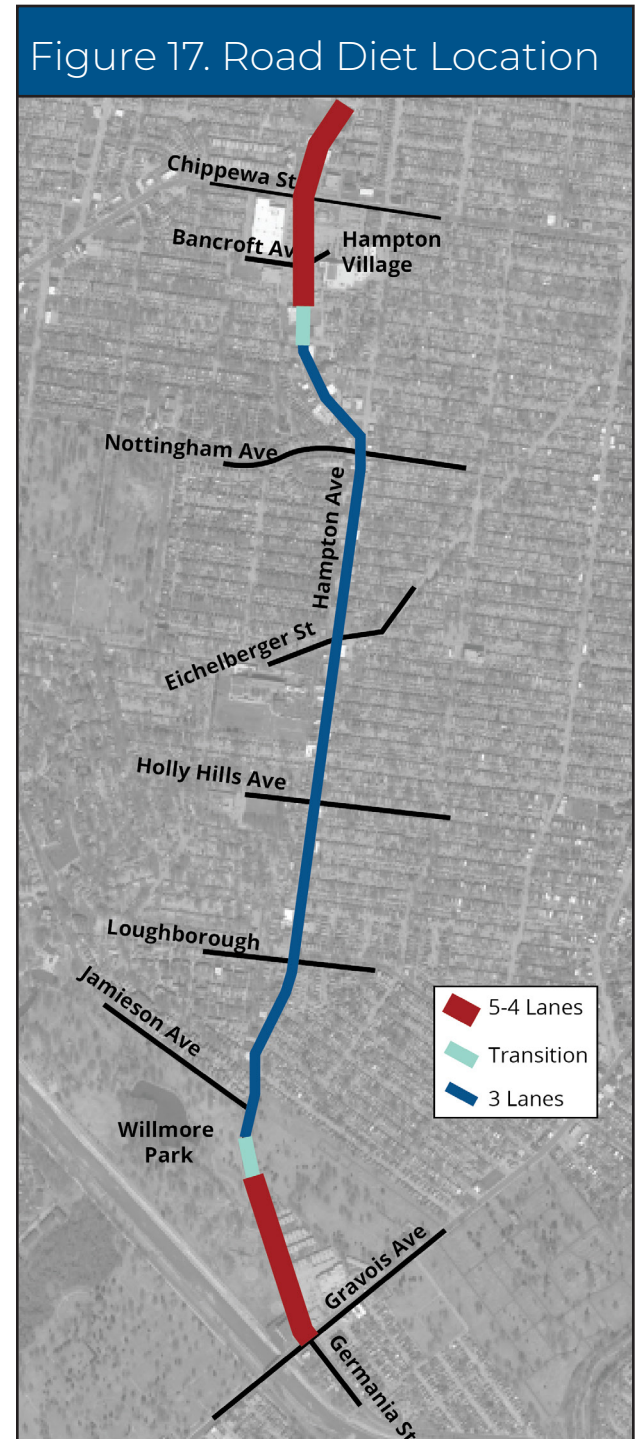 Figure 17. Road Diet Location
Chippewa St
Bancroft Av
Hampton
Village
Nottingham Ave
Hampton Ave
Eichelberger St
Holly Hills Ave
Loughborough
Jamieson Ave
5-4 Lanes
Transition
3 Lanes
Willmore
Park
Gravois Ave
Germania St